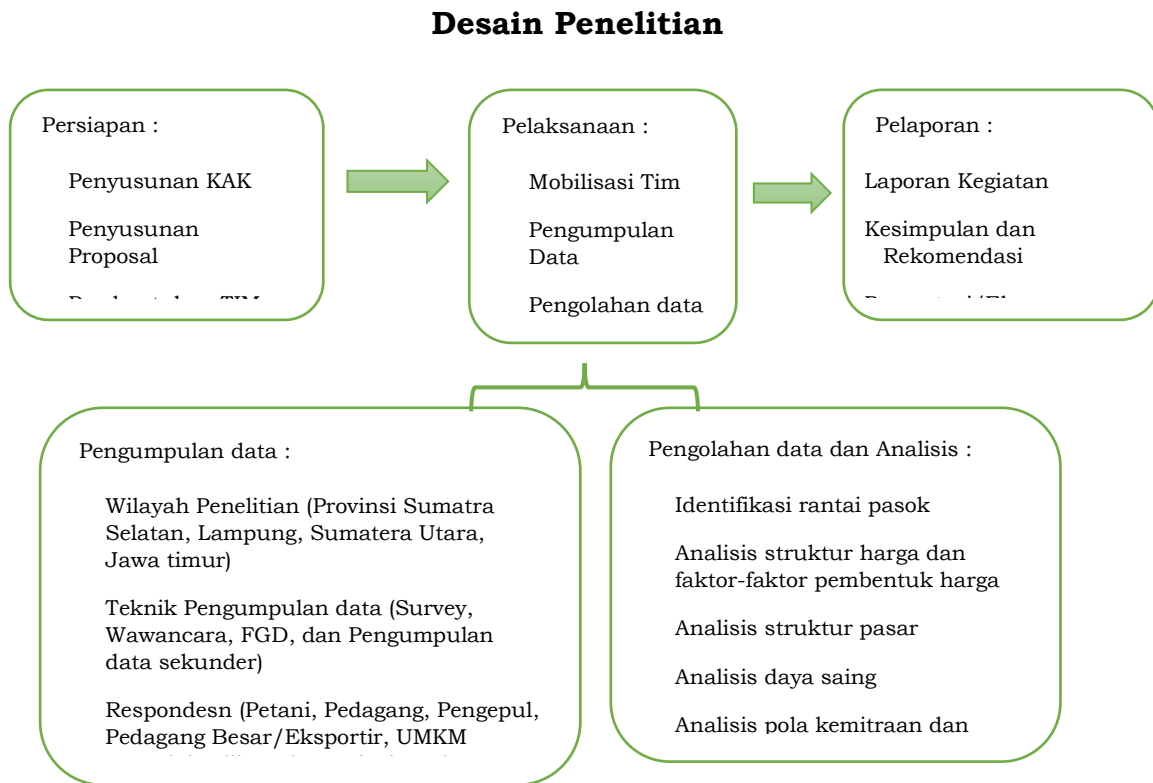 Desain Penelitian
Persiapan :
Penyusunan KAK
Penyusunan
Proposal
TIM
Pelaksanaan :
Mobilisasi Tim
Pengumpulan
Data
Pengolahan data
Pelaporan :
Laporan Kegiatan
Kesimpulan dan
Rekomendasi
Pengumpulan data :
Wilayah Penelitian (Provinsi Sumatra
Selatan, Lampung, Sumatera Utara,
Jawa timur)
Teknik Pengumpulan data (Survey,
Wawancara, FGD, dan Pengumpulan
data sekunder)
Respondesn (Petani, Pedagang, Pengepul,
Pedagang Besar/Eksportir, UMKM
Pengolahan data dan Analisis :
Identifikasi rantai pasok
Analisis struktur harga dan
faktor-faktor pembentuk harga
Analisis struktur pasar
Analisis daya saing
Analisis pola kemitraan dan